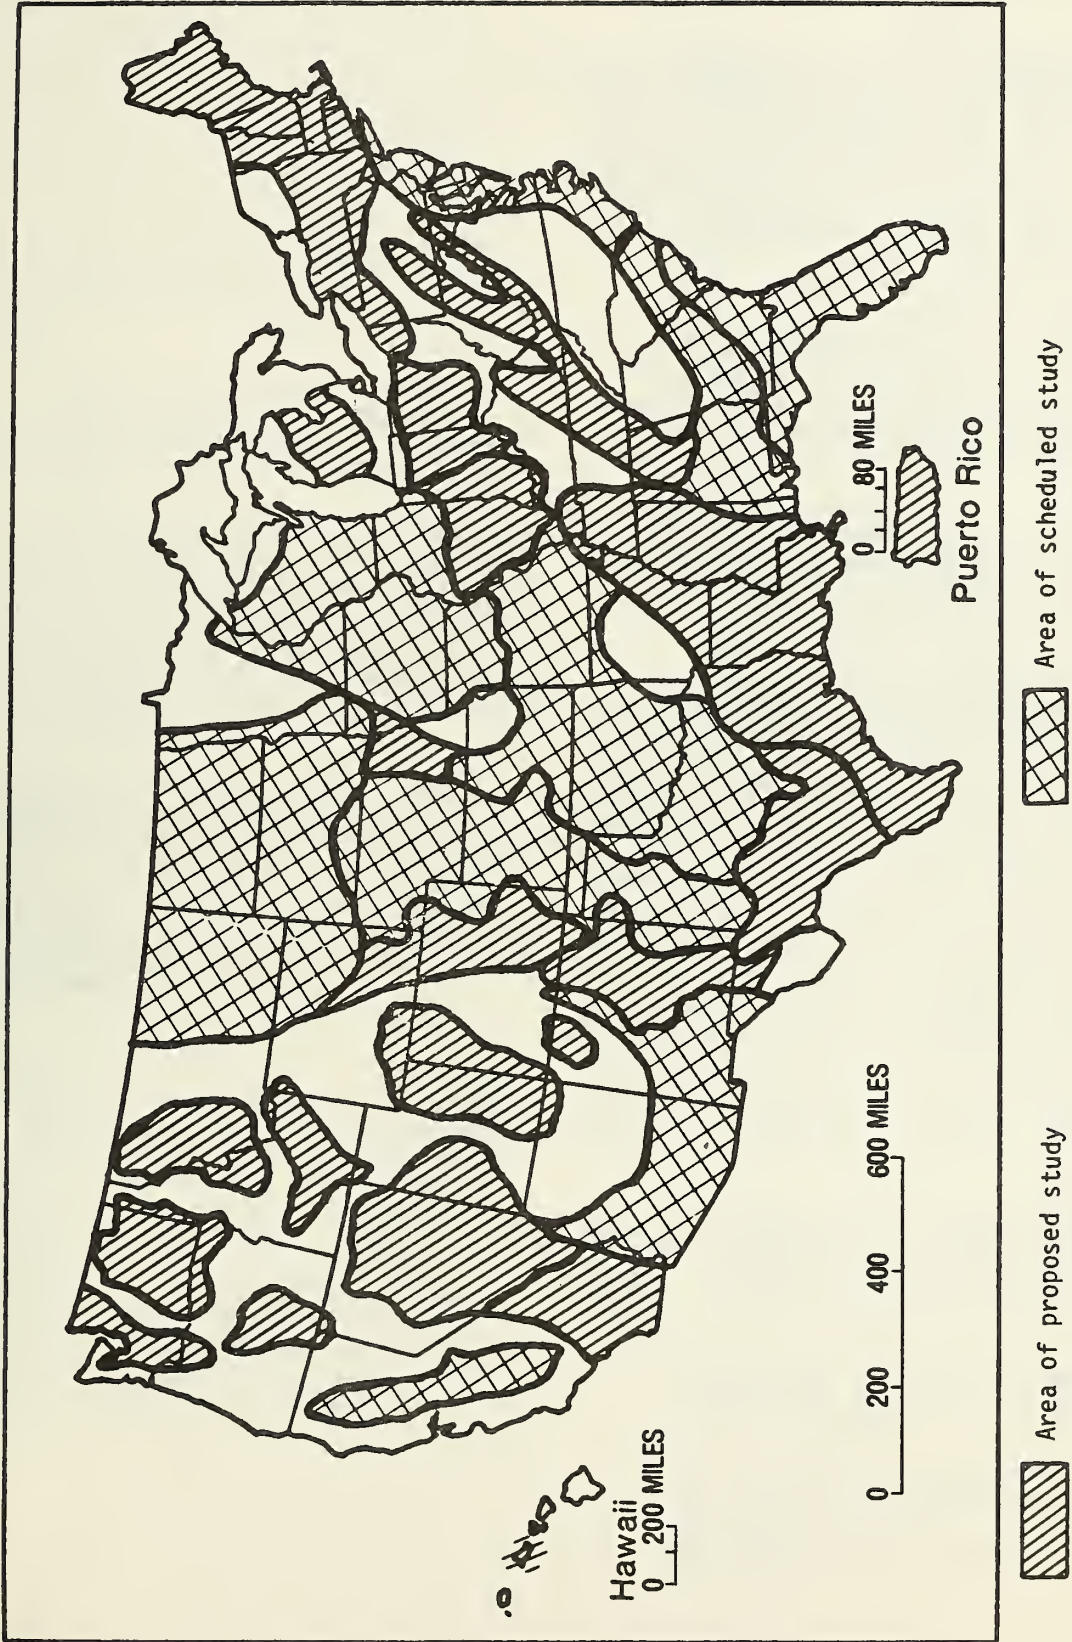 Hawaii
0 200 MILES
0 200 400 600 MILES
0 80 MILES
Puerto Rico
Area of proposed study
Area of scheduled study